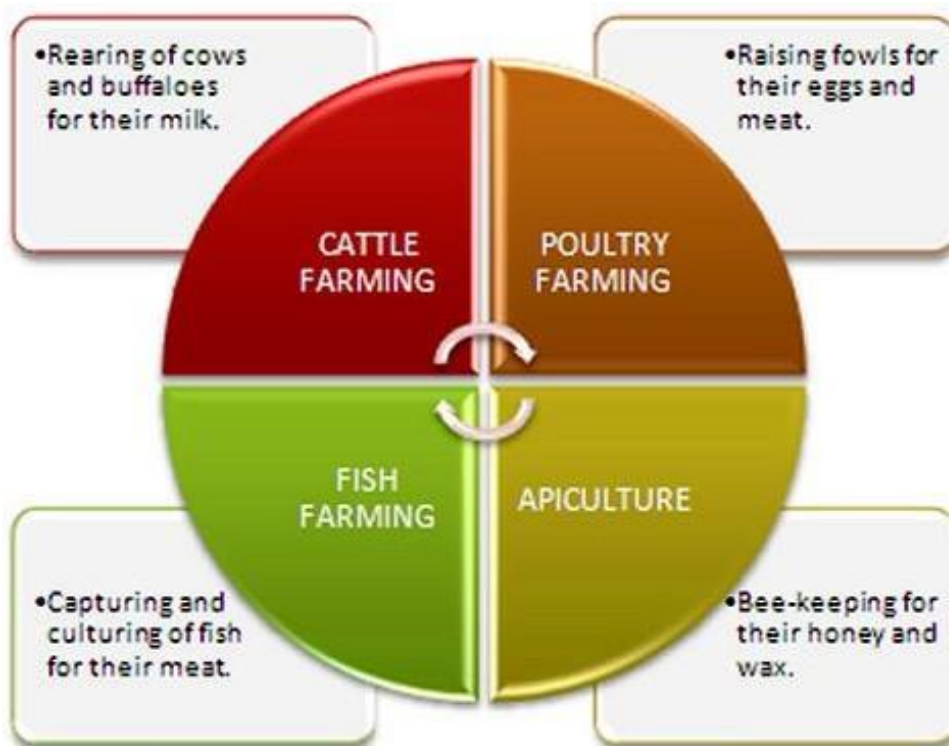 •Rearing of cows
and buffaloes
for their milk.
•Raising fowls for
their eggs and
meat.
CATTLE
FARMING
POULTRY
FARMING
FISH
FARMING
APICULTURE
•Capturing and
culturing of fish
for their meat.
•Bee-keeping for
their honey and
wax.